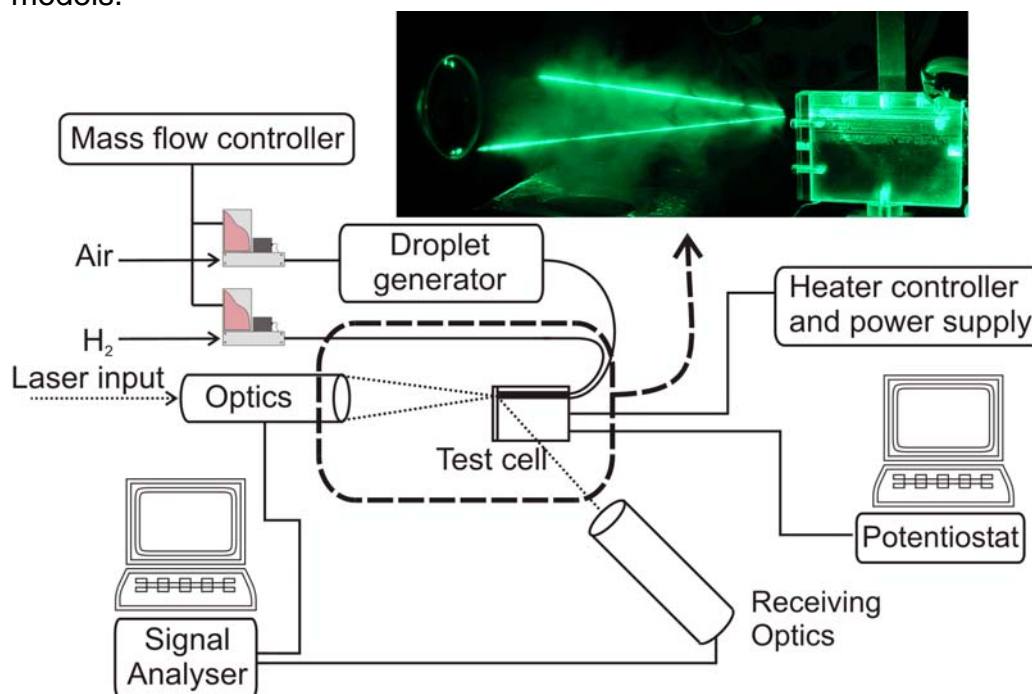 models.
Mass flow controller
Air
Droplet
generator
Heater controller
and power supply
H₂
Laser input
Optics
Test cell
Potentiostat
Receiving
Optics
Signal
Analyser